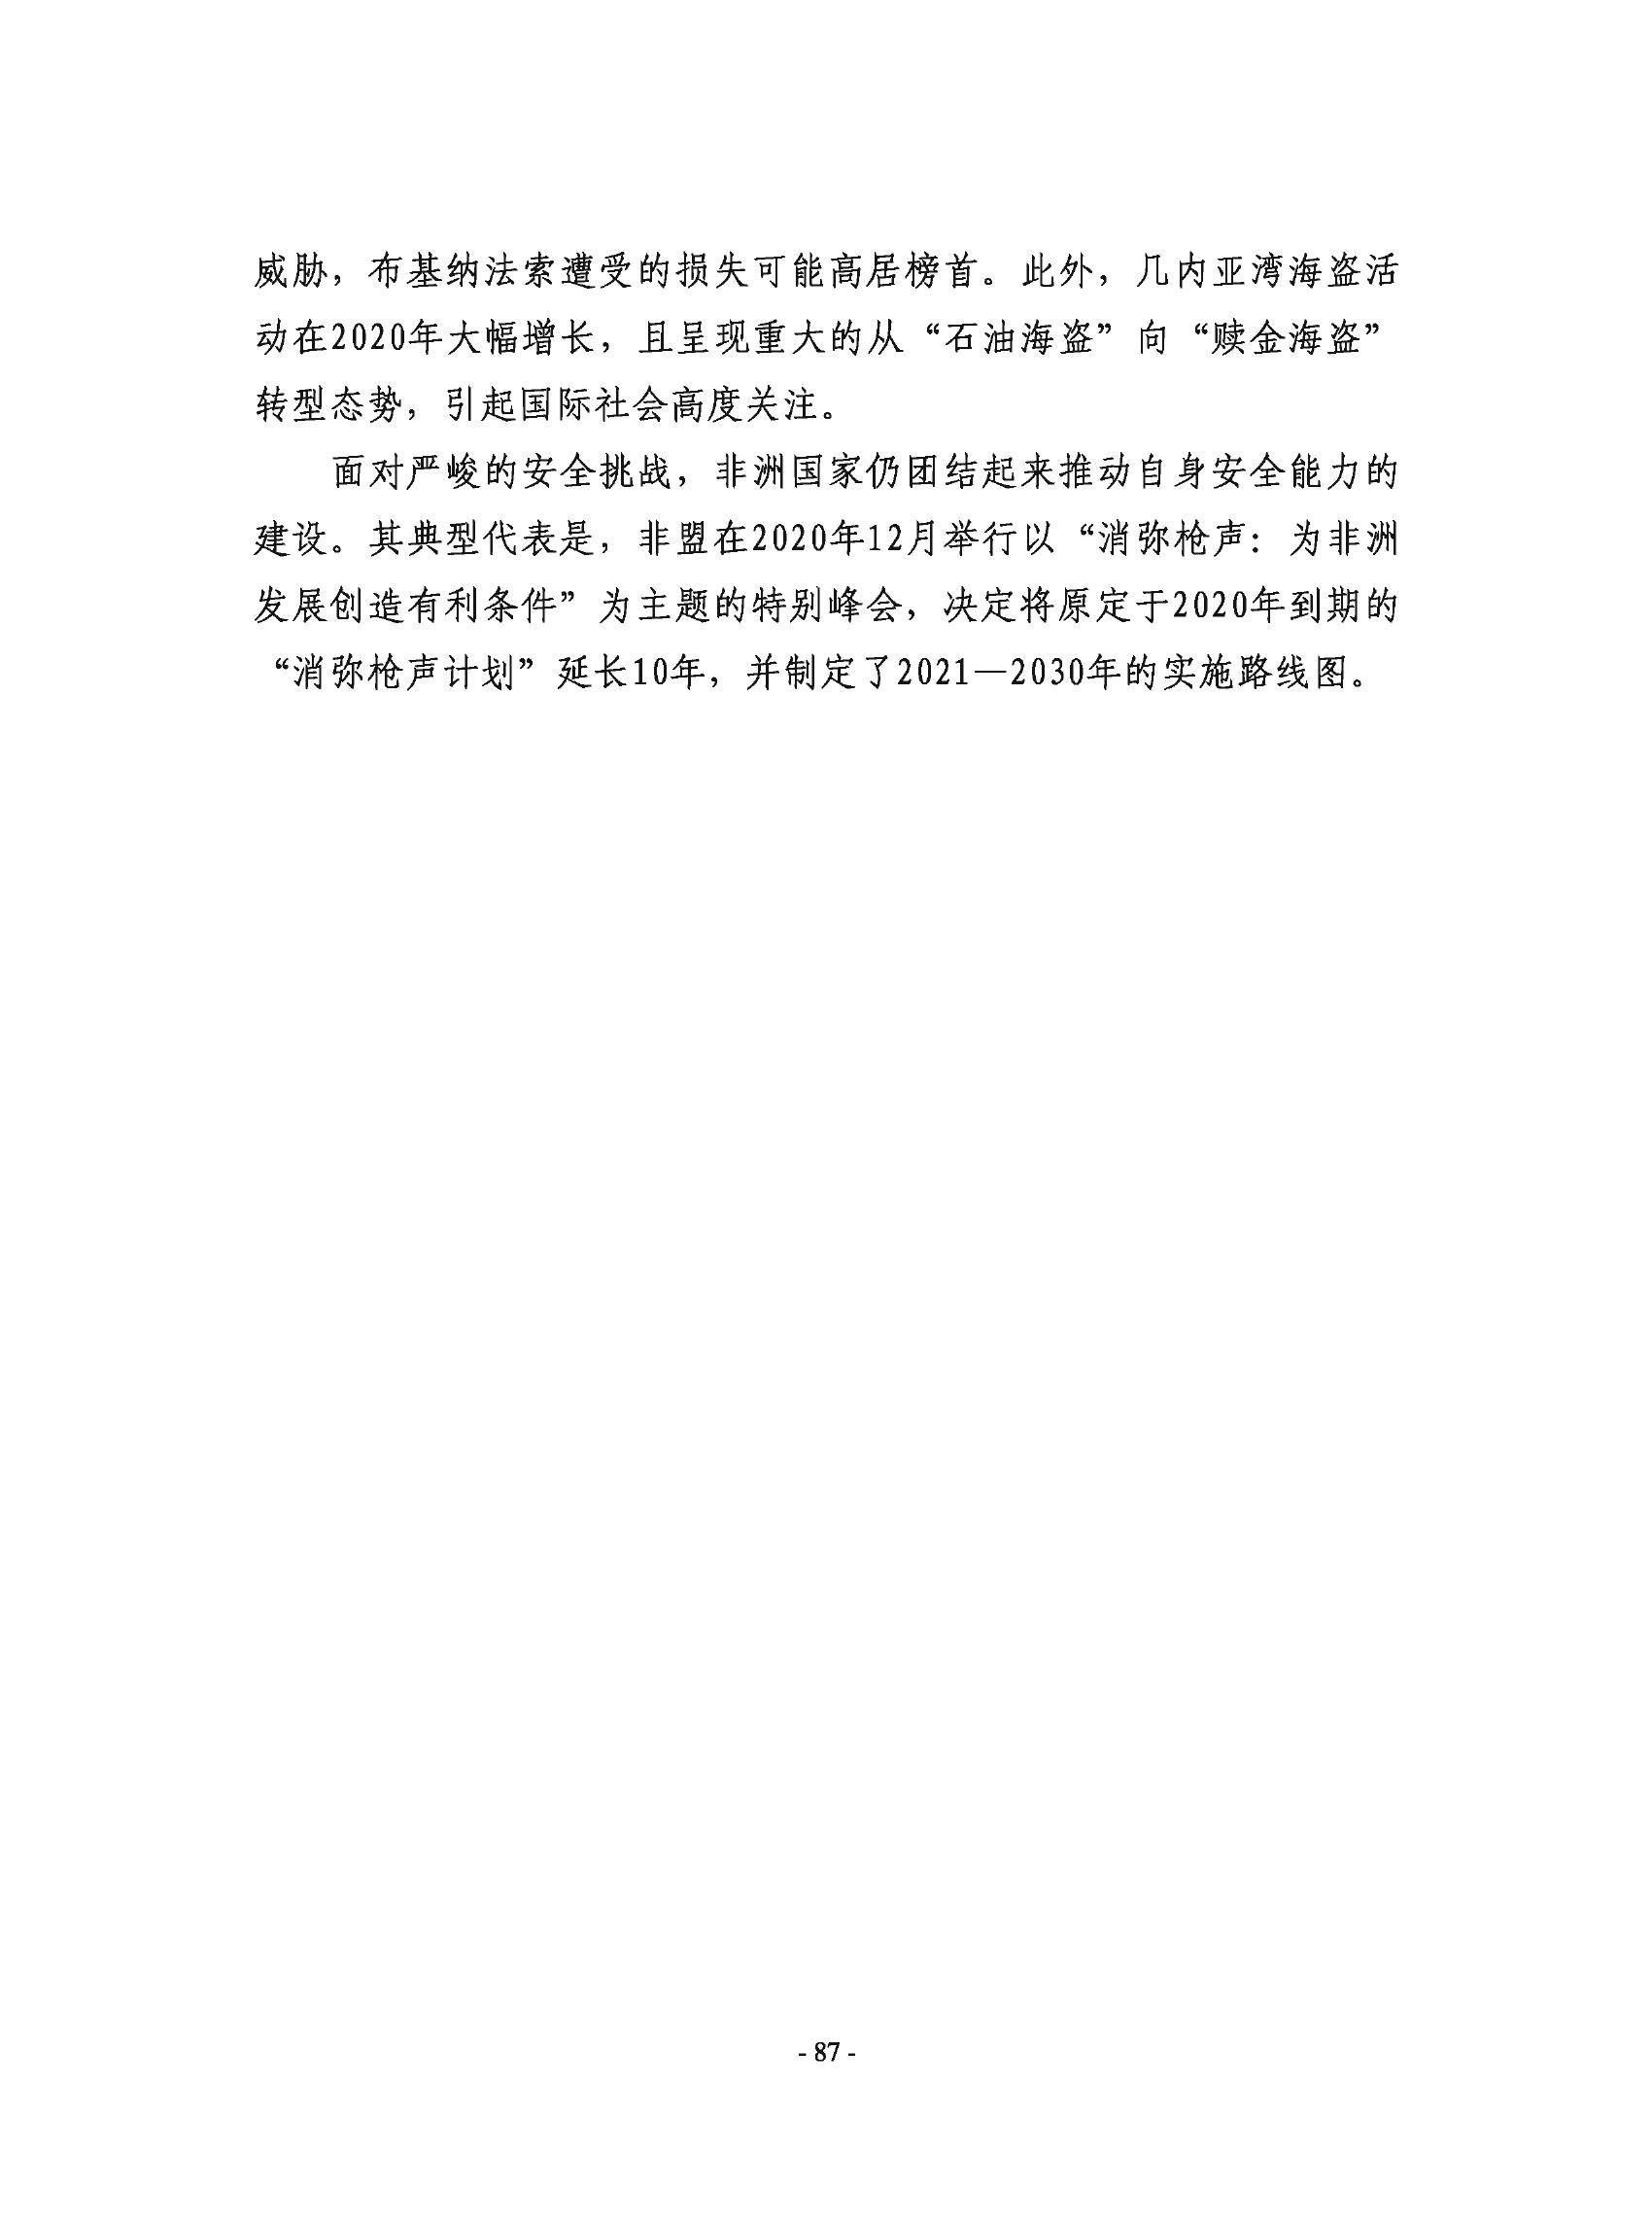 威胁，布基纳法索遭受的损失可能高居榜首。此外，几内亚湾海盗活
动在2020年大幅增长，且呈现重大的从“石油海盗”向“赎金海盗”
转型态势，引起国际社会高度关注。
面对严峻的安全挑战，非洲国家仍团结起来推动自身安全能力的
建设。其典型代表是，非盟在2020年12月举行以“消弥枪声：为非洲
发展创造有利条件”为主题的特别峰会，决定将原定于2020年到期的
“消弥枪声计划”延长10年，并制定了2021—2030年的实施路线图。
- 87 -